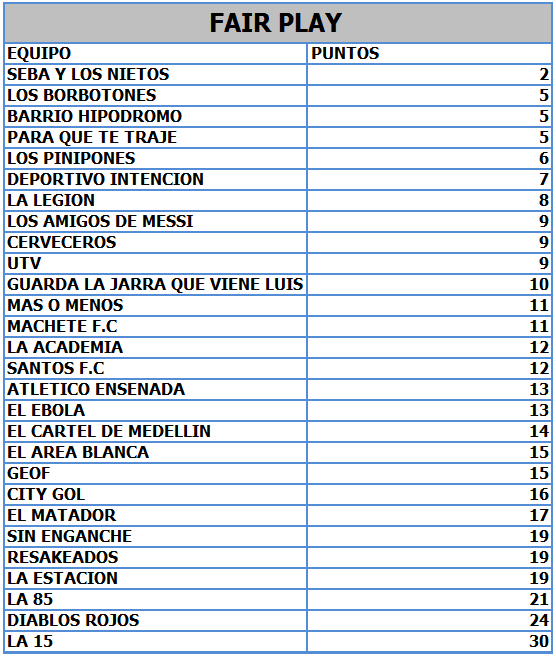 FAIR PLAY
EQUIPO PUNTOS
SEBA Y LOS NIETOS 2
LOS BORBOTONES 5
BARRIO HIPODROMO 5
PARA QUE TE TRAJE 5
LOS PINIPONES 6
DEPORTIVO INTENCION 7
LA LEGION 8
LOS AMIGOS DE MESSI 9
CERVECEROS 9
UTV 9
GUARDA LA JARRA QUE VIENE LUIS 10
MAS O MENOS 11
MACHETE F.C 11
LA ACADEMIA 12
SANTOS F.C 12
ATLETICO ENSENADA 13
EL EBOLA 13
EL CARTEL DE MEDELLIN 14
EL AREA BLANCA 15
GEOF 15
CITY GOL 16
EL MATADOR 17
SIN ENGANCHE 19
RESAKEADOS 19
LA ESTACION 19
LA 85 21
DIABLOS ROJOS 24
LA 15 30